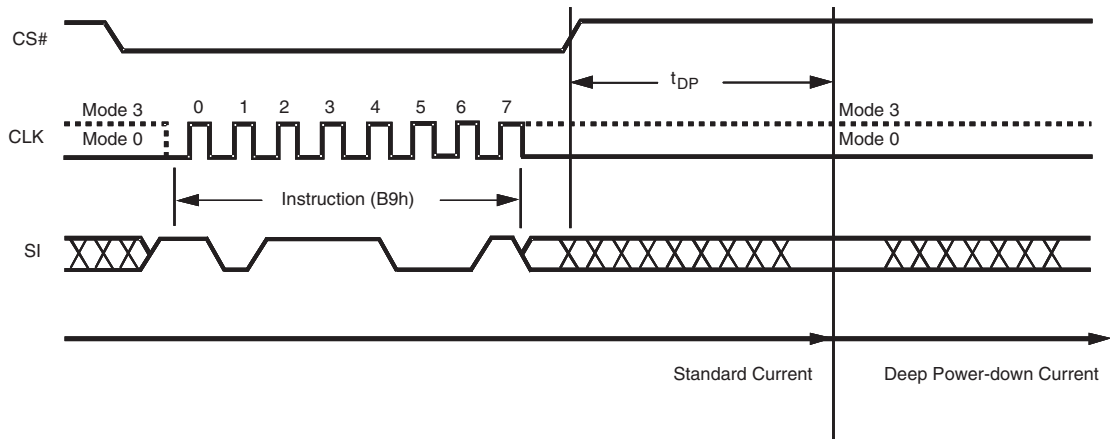 CS#
t_DP
Mode 3 0 1 2 3 4 5 6 7 Mode 3
CLK Mode 0 Mode 0
Instruction (B9h)
SI
Standard Current Deep Power-down Current